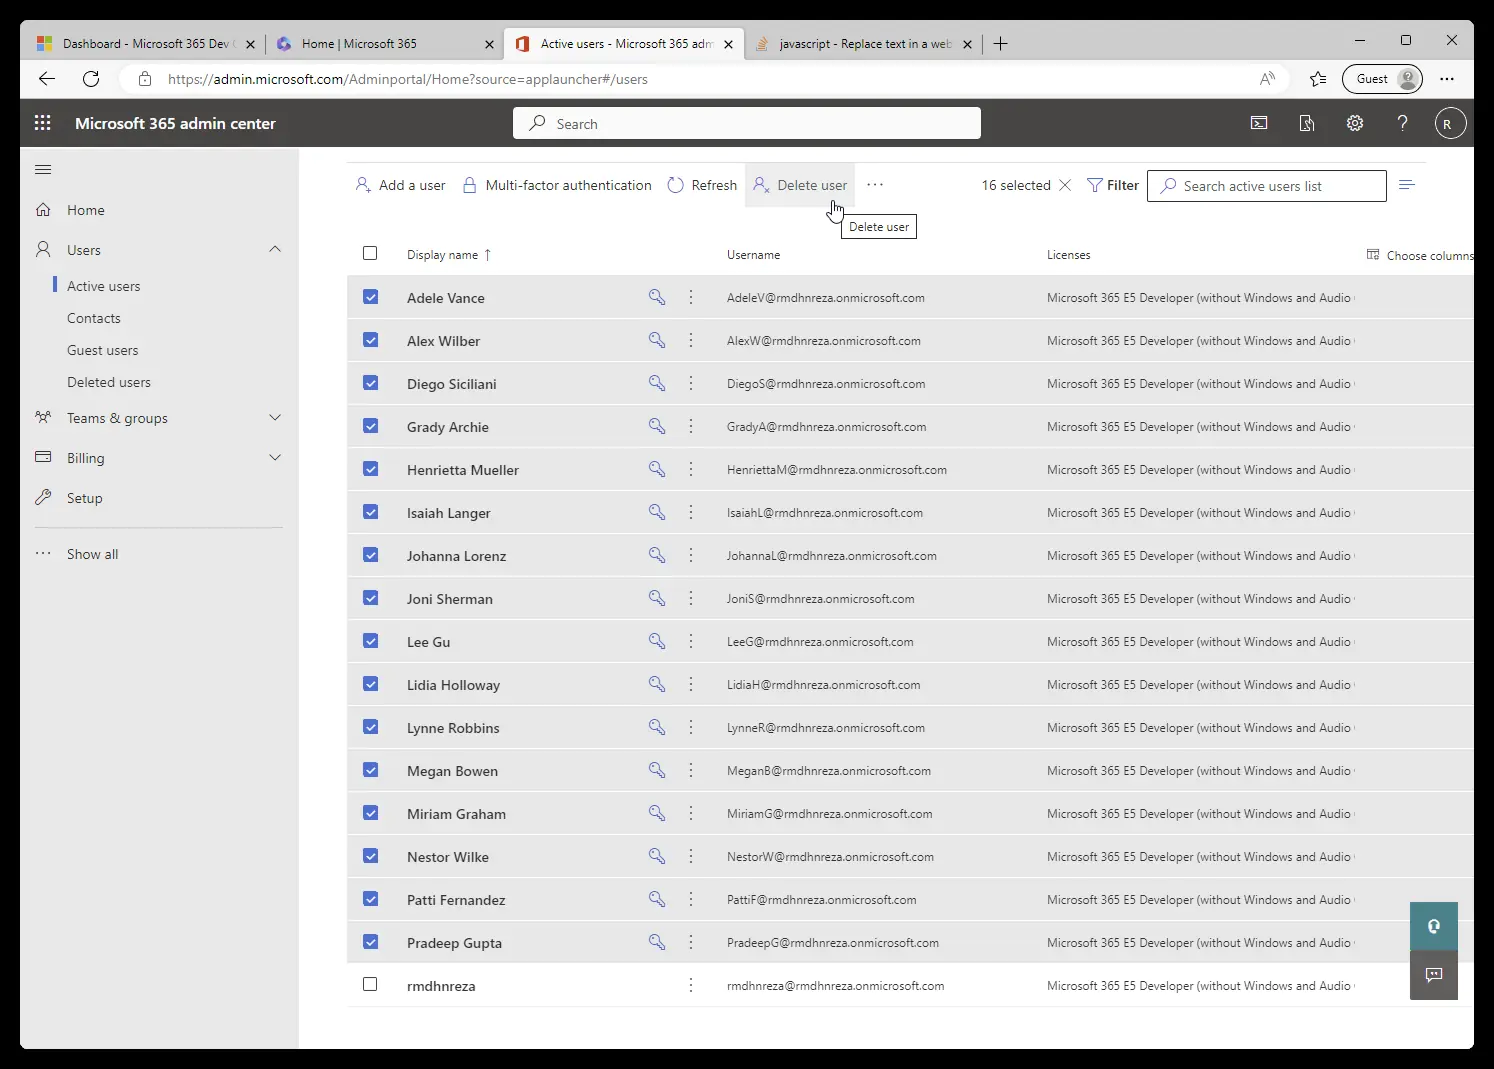 Dashboard - Microsoft 365 Dev
Home | Microsoft 365
Active users - Microsoft 365 adm
javascript - Replace text in a web
https://admin.microsoft.com/Adminportal/Home?source=applauncher#/users
Guest
Microsoft 365 admin center
Search
R
Home
Users
Active users
Contacts
Guest users
Deleted users
Teams & groups
Billing
Setup
Show all
Add a user
Multi-factor authentication
Refresh
Delete user
16 selected
Filter
Search active users list
Delete user
Display name ↑ Username Licenses Choose columns
Adele Vance AdeleV@rmdhnreza.onmicrosoft.com Microsoft 365 E5 Developer (without Windows and Audio
Alex Wilber AlexW@rmdhnreza.onmicrosoft.com Microsoft 365 E5 Developer (without Windows and Audio
Diego Siciliani DiegoS@rmdhnreza.onmicrosoft.com Microsoft 365 E5 Developer (without Windows and Audio
Grady Archie GradyA@rmdhnreza.onmicrosoft.com Microsoft 365 E5 Developer (without Windows and Audio
Henrietta Mueller HenriettaM@rmdhnreza.onmicrosoft.com Microsoft 365 E5 Developer (without Windows and Audio
Isaiah Langer IsaiahL@rmdhnreza.onmicrosoft.com Microsoft 365 E5 Developer (without Windows and Audio
Johanna Lorenz JohannaL@rmdhnreza.onmicrosoft.com Microsoft 365 E5 Developer (without Windows and Audio
Joni Sherman JoniS@rmdhnreza.onmicrosoft.com Microsoft 365 E5 Developer (without Windows and Audio
Lee Gu LeeG@rmdhnreza.onmicrosoft.com Microsoft 365 E5 Developer (without Windows and Audio
Lidia Holloway LidiaH@rmdhnreza.onmicrosoft.com Microsoft 365 E5 Developer (without Windows and Audio
Lynne Robbins LynneR@rmdhnreza.onmicrosoft.com Microsoft 365 E5 Developer (without Windows and Audio
Megan Bowen MeganB@rmdhnreza.onmicrosoft.com Microsoft 365 E5 Developer (without Windows and Audio
Miriam Graham MiriamG@rmdhnreza.onmicrosoft.com Microsoft 365 E5 Developer (without Windows and Audio
Nestor Wilke NestorW@rmdhnreza.onmicrosoft.com Microsoft 365 E5 Developer (without Windows and Audio
Patti Fernandez PattiF@rmdhnreza.onmicrosoft.com Microsoft 365 E5 Developer (without Windows and Audio
Pradeep Gupta PradeepG@rmdhnreza.onmicrosoft.com Microsoft 365 E5 Developer (without Windows and Audio
rmdhnreza rmdhnreza@rmdhnreza.onmicrosoft.com Microsoft 365 E5 Developer (without Windows and Audio